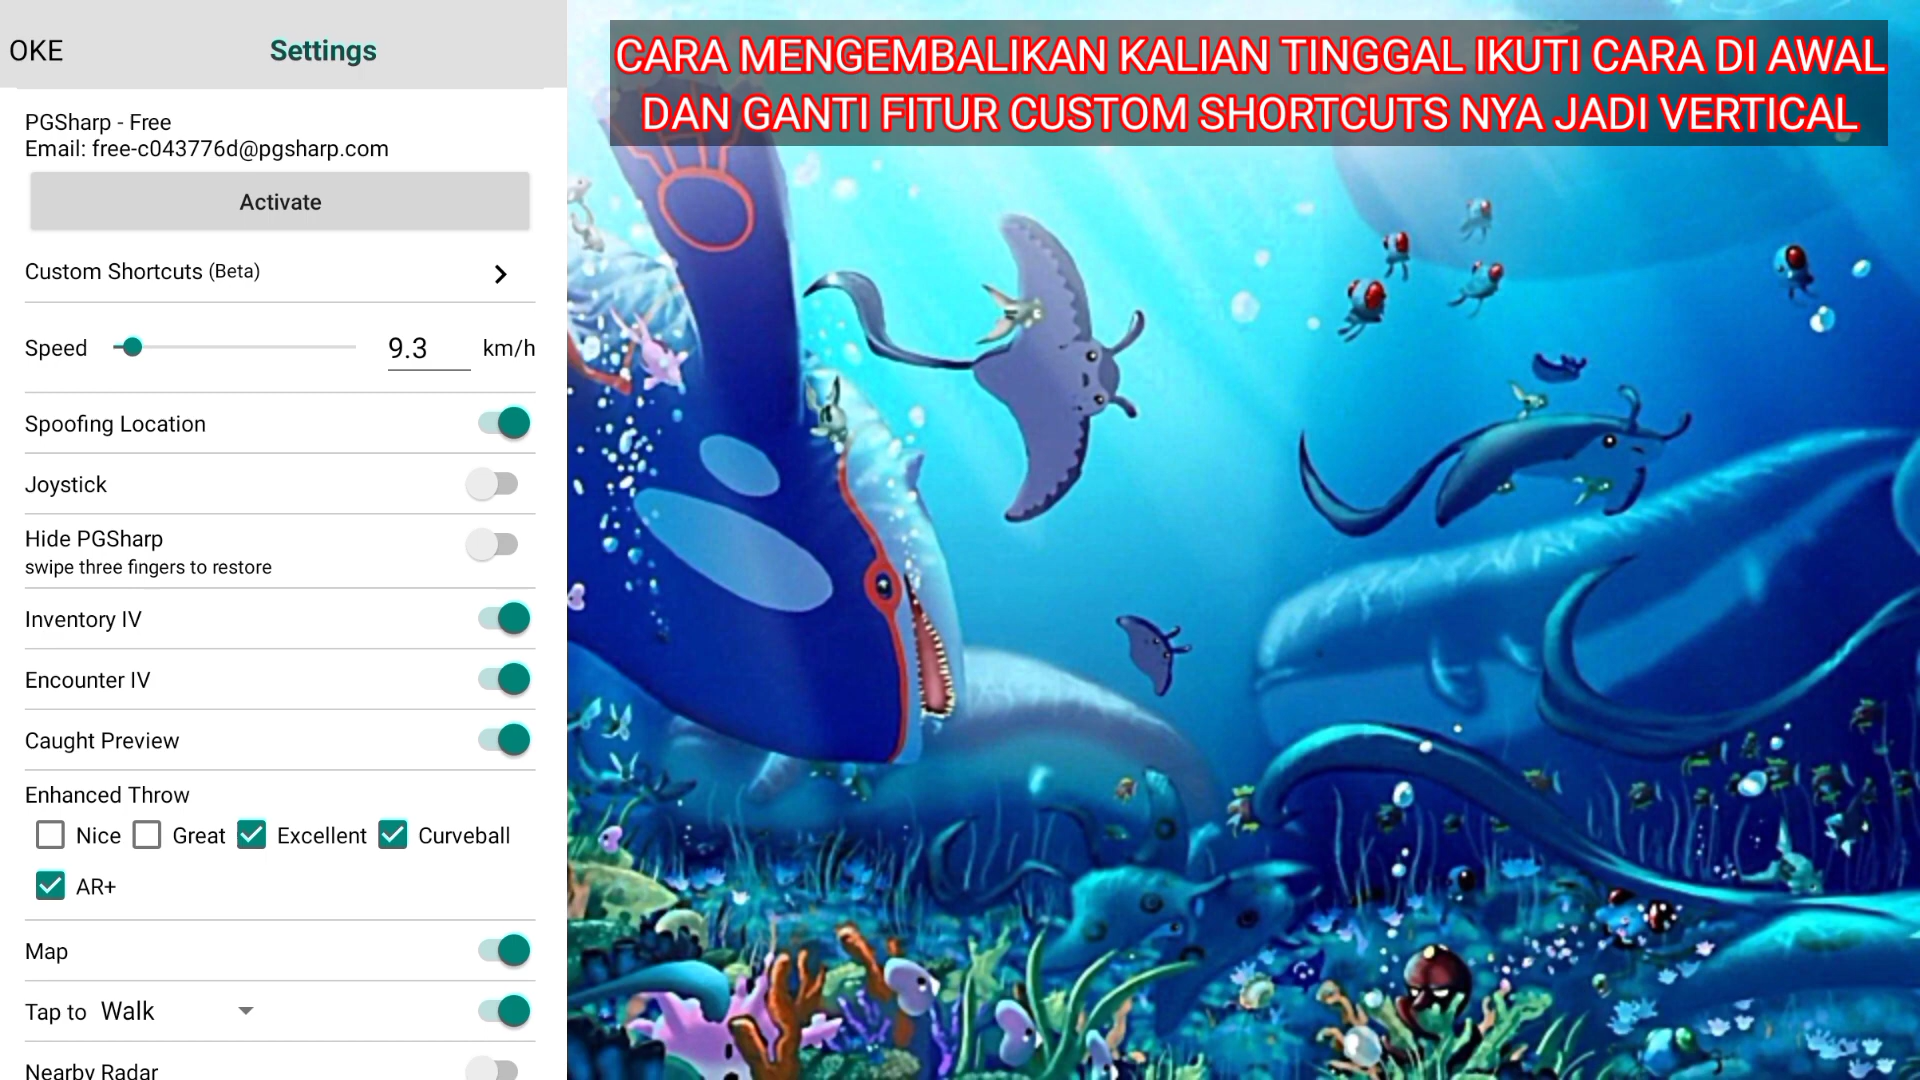 OKE
Settings
PGSharp - Free
Email: free-c043776d@pgsharp.com
Activate
Custom Shortcuts (Beta)
Speed 9.3 km/h
Spoofing Location
Joystick
Hide PGSharp
swipe three fingers to restore
Inventory IV
Encounter IV
Caught Preview
Enhanced Throw
Nice Great Excellent Curveball
AR+
Map
Tap to Walk
Nearby Radar
CARA MENGEMBALIKAN KALIAN TINGGAL IKUTI CARA DI AWAL
DAN GANTI FITUR CUSTOM SHORTCUTS NYA JADI VERTICAL